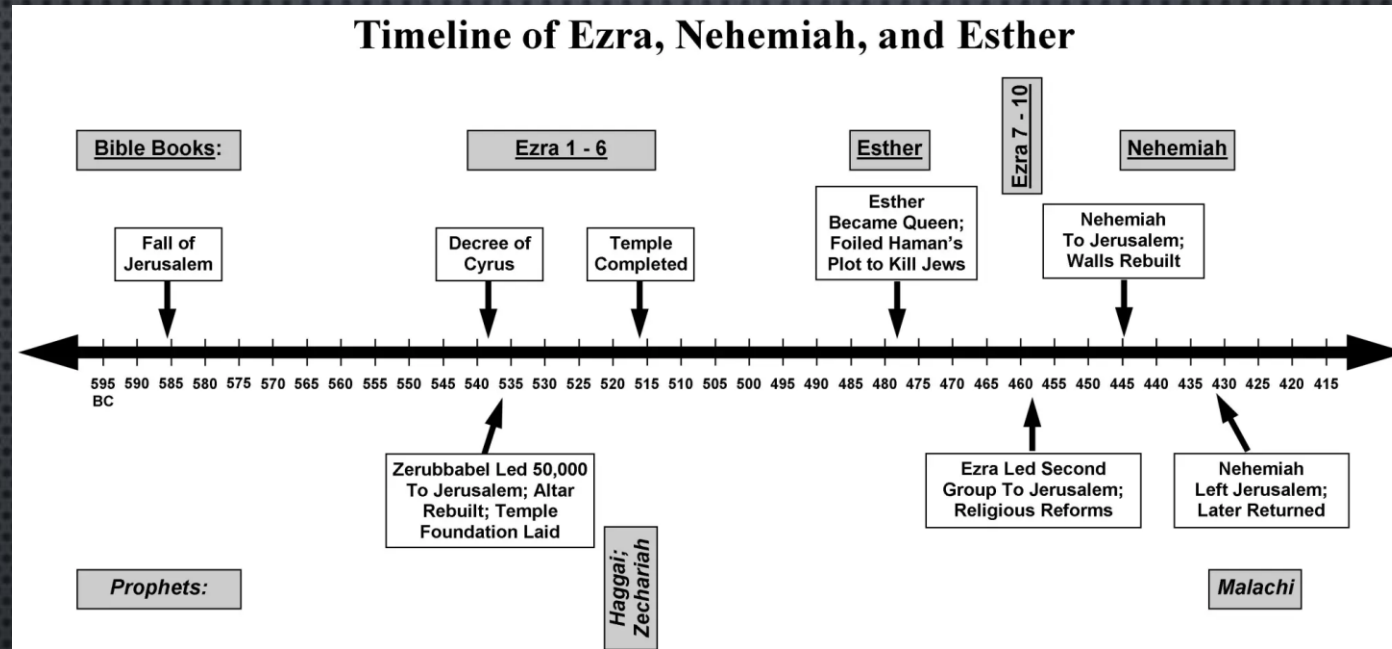 Timeline of Ezra, Nehemiah, and Esther
Bible Books:
Ezra 1 - 6
Esther
Ezra 7 - 10
Nehemiah
Fall of
Jerusalem
Decree of
Cyrus
Temple
Completed
Esther
Became Queen;
Foiled Haman's
Plot to Kill Jews
Nehemiah
To Jerusalem;
Walls Rebuilt
595 590 585 580 575 570 565 560 555 550 545 540 535 530 525 520 515 510 505 500 495 490 485 480 475 470 465 460 455 450 445 440 435 430 425 420 415
BC
Zerubbabel Led 50,000
To Jerusalem; Altar
Rebuilt; Temple
Foundation Laid
Ezra Led Second
Group To Jerusalem;
Religious Reforms
Nehemiah
Left Jerusalem;
Later Returned
Prophets:
Haggai;
Zechariah
Malachi